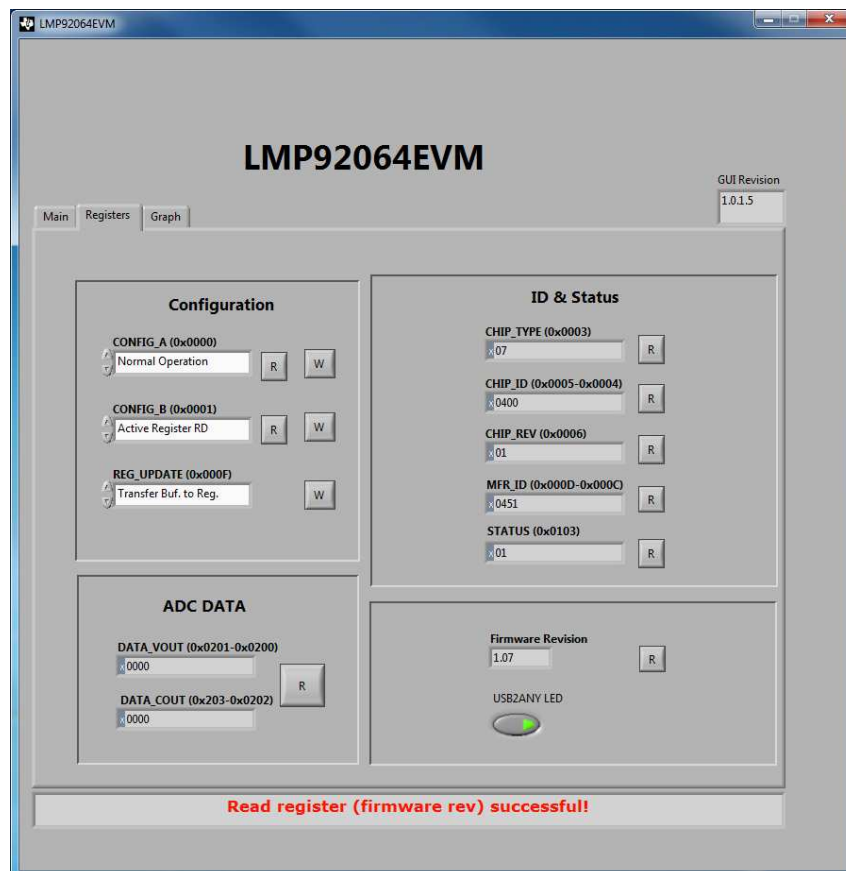 LMP92064EVM
LMP92064EVM
GUI Revision
1.0.1.5
Main Registers Graph
Configuration
CONFIG_A (0x0000)
Normal Operation R W
CONFIG_B (0x0001)
Active Register RD R W
REG_UPDATE (0x000F)
Transfer Buf. to Reg. W
ID & Status
CHIP_TYPE (0x0003)
x 07 R
CHIP_ID (0x0005-0x0004)
x 0400 R
CHIP_REV (0x0006)
x 01 R
MFR_ID (0x000D-0x000C)
x 0451 R
STATUS (0x0103)
x 01 R
ADC DATA
DATA_VOUT (0x0201-0x0200)
x 0000
R
DATA_COUT (0x203-0x0202)
x 0000
Firmware Revision
1.07 R
USB2ANY LED
Read register (firmware rev) successful!